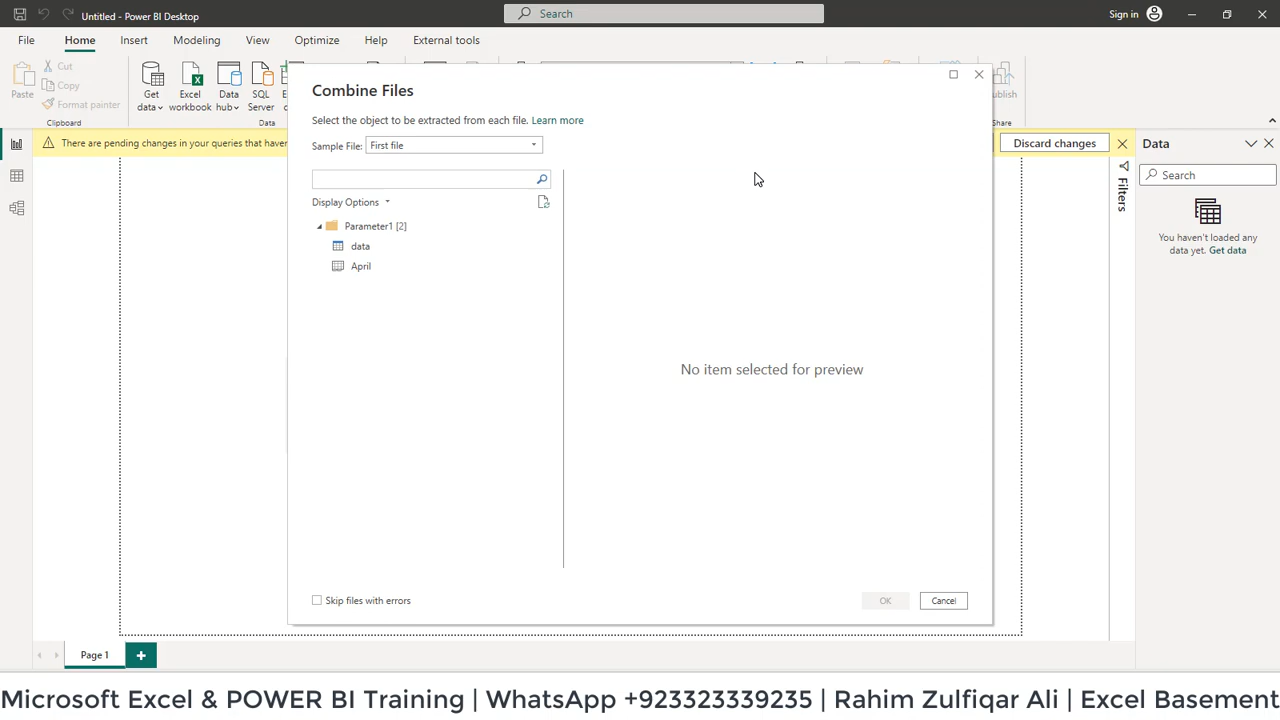 Untitled - Power BI Desktop
Search
Sign in
File
Home
Insert
Modeling
View
Optimize
Help
External tools
Paste
Cut
Copy
Format painter
Clipboard
Get
data
Excel
workbook
Data
hub
SQL
Server
Data
Share
There are pending changes in your queries that
Discard changes
Combine Files
Select the object to be extracted from each file. Learn more
Sample File:
First file
Display Options
Parameter1 [2]
data
April
No item selected for preview
Skip files with errors
OK
Cancel
Filters
Data
Search
You haven't loaded any
data yet. Get data
Page 1
Microsoft Excel & POWER BI Training | WhatsApp +923323339235 | Rahim Zulfiqar Ali | Excel Basement